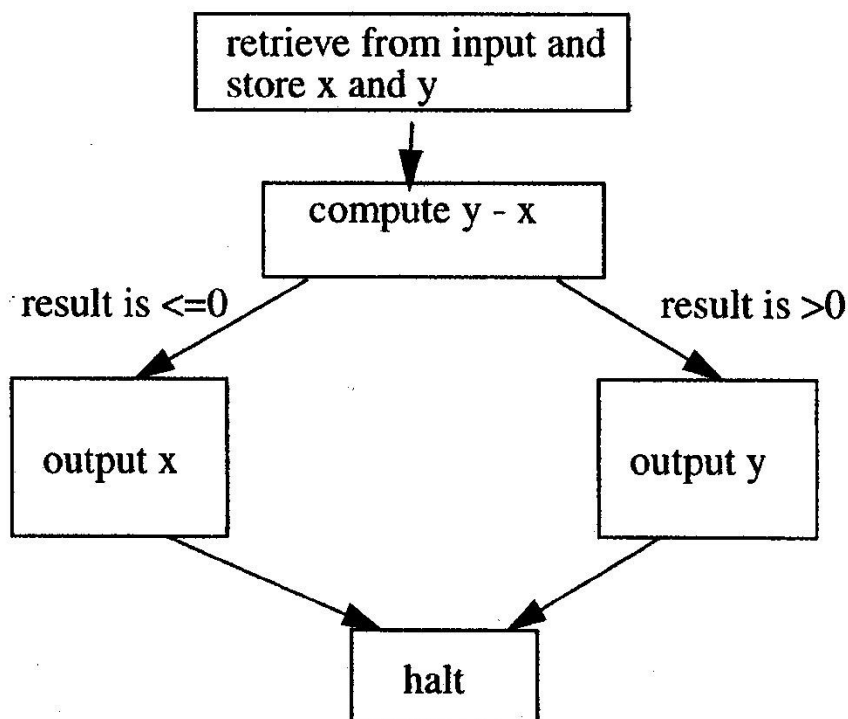 retrieve from input and
store x and y
compute y - x
result is <=0
result is >0
output x
output y
halt